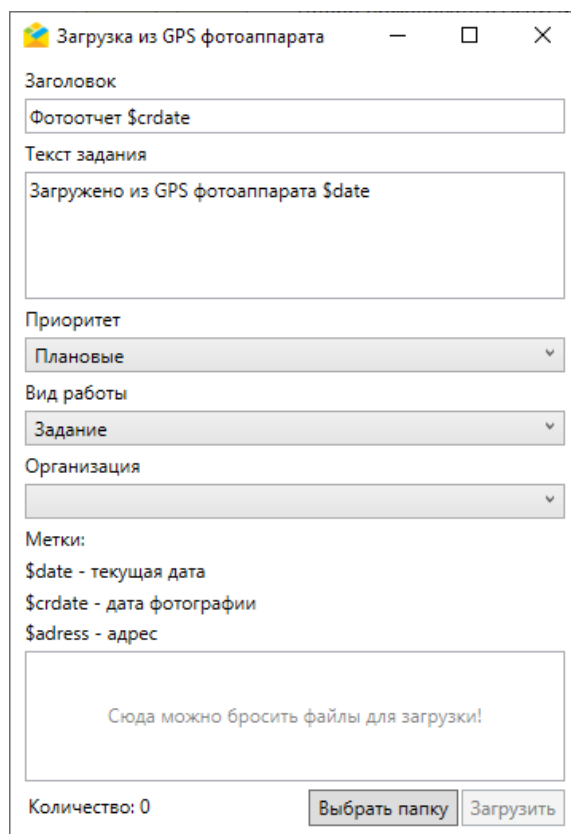 Загрузка из GPS фотоаппарата
Заголовок
Фотоотчет $crdate
Текст задания
Загружено из GPS фотоаппарата $date
Приоритет
Плановые
Вид работы
Задание
Организация
Метки:
$date - текущая дата
$crdate - дата фотографии
$adress - адрес
Сюда можно бросить файлы для загрузки!
Количество: 0 Выбрать папку Загрузить